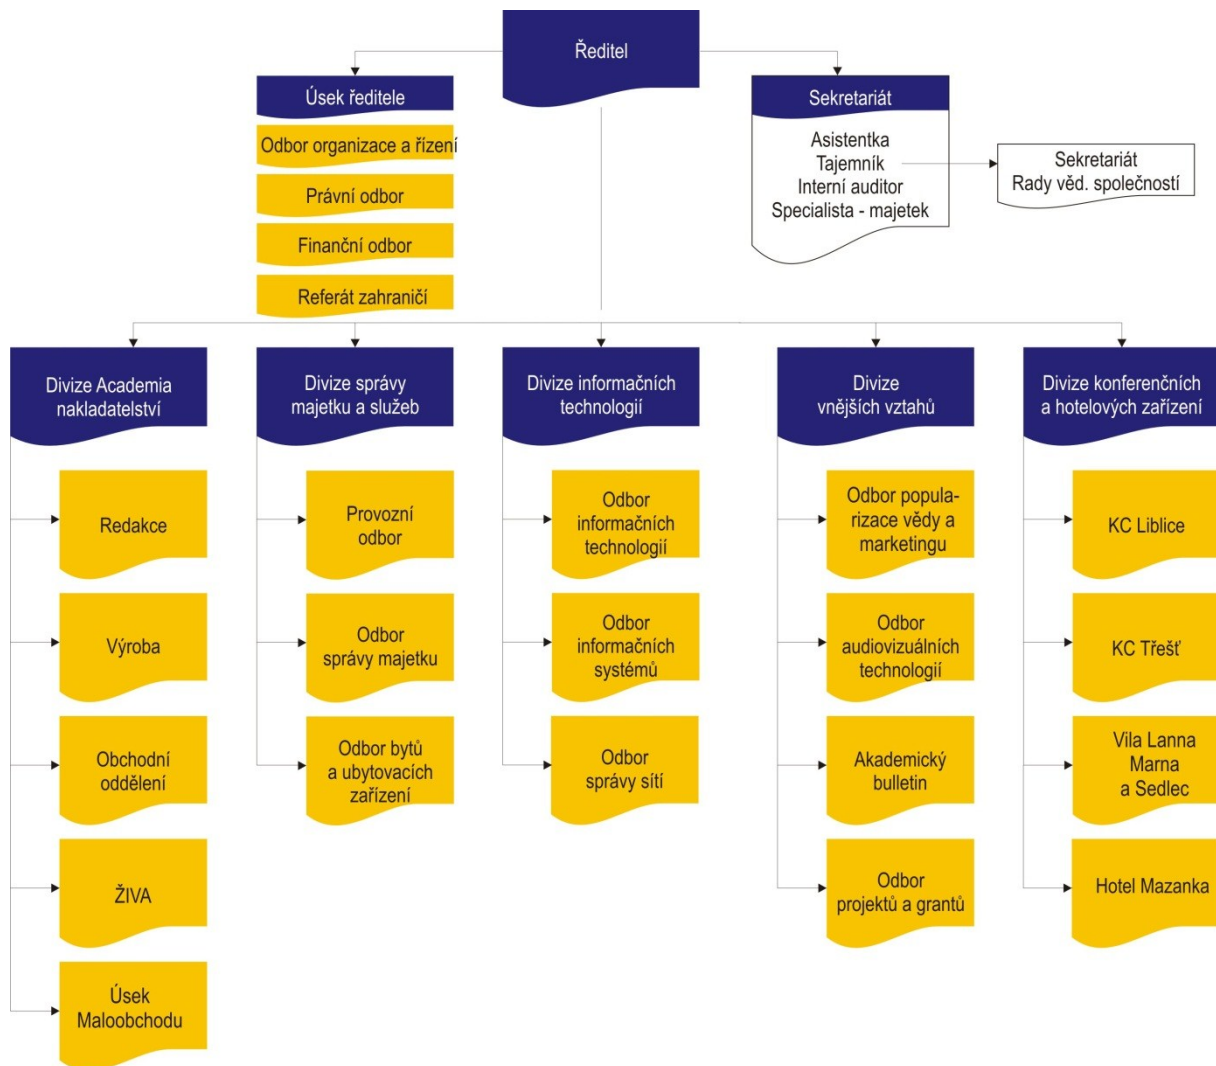 Ředitel
Úsek ředitele
Odbor organizace a řízení
Právní odbor
Finanční odbor
Referát zahraničí
Sekretariát
Asistentka
Tajemník
Interní auditor
Specialista - majetek
Sekretariát
Rady věd. společností
Divize Academia
nakladatelství
Redakce
Výroba
Obchodní
oddělení
ŽIVA
Úsek
Maloobchodu
Divize správy
majetku a služeb
Provozní
odbor
Odbor
správy majetku
Odbor bytů
a ubytovacích
zařízení
Divize informačních
technologií
Odbor
informačních
technologií
Odbor
informačních
systémů
Odbor
správy sítí
Divize
vnějších vztahů
Odbor popula-
rizace vědy a
marketingu
Odbor
audiovizuálních
technologií
Akademický
bulletin
Odbor
projektů a grantů
Divize konferenčních
a hotelových zařízení
KC Liblice
KC Třešť
Vila Lanna
Marna
a Sedlec
Hotel Mazanka